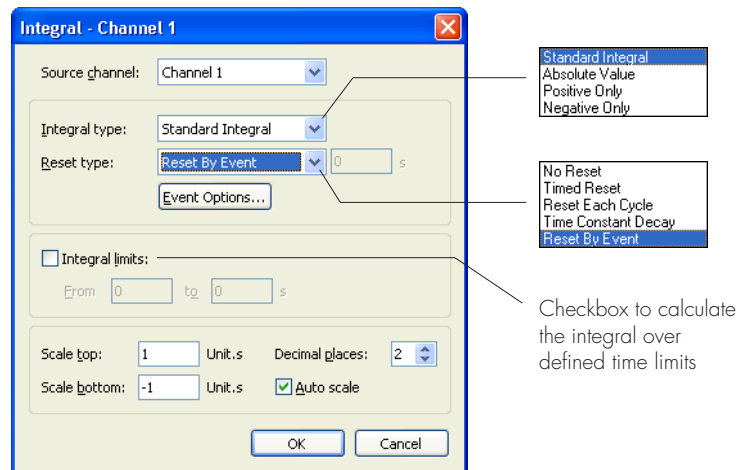 Integral - Channel 1
Source channel: Channel 1
Integral type: Standard Integral
Reset type: Reset By Event 0 s
Event Options...
Integral limits:
From 0 to 0 s
Scale top: 1 Unit.s Decimal places: 2
Scale bottom: -1 Unit.s Auto scale
OK Cancel
Standard Integral
Absolute Value
Positive Only
Negative Only
No Reset
Timed Reset
Reset Each Cycle
Time Constant Decay
Reset By Event
Checkbox to calculate
the integral over
defined time limits